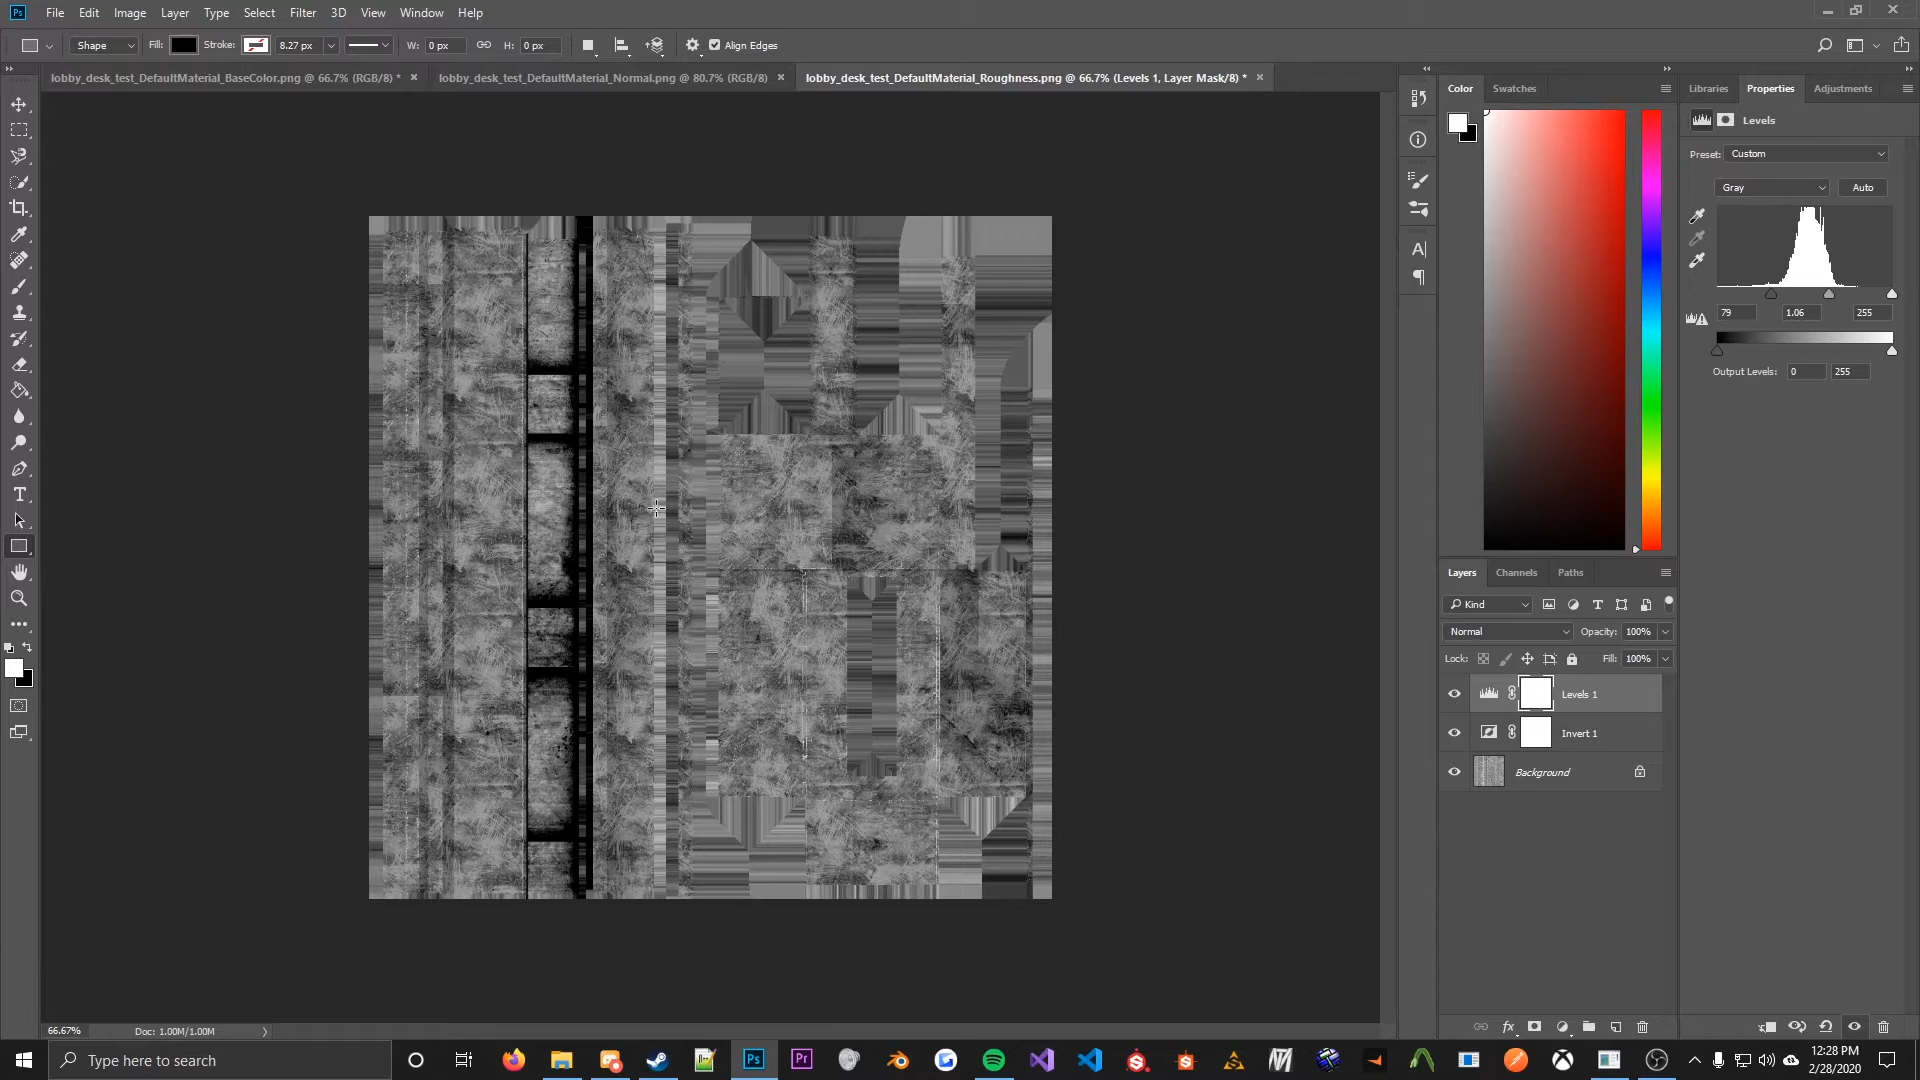 Ps File Edit Image Layer Type Select Filter 3D View Window Help
Shape Fill: Stroke: 8.27 px W: 0 px H: 0 px Align Edges
lobby_desk_test_DefaultMaterial_BaseColor.png @ 66.7% (RGB/8) * lobby_desk_test_DefaultMaterial_Normal.png @ 80.7% (RGB/8) lobby_desk_test_DefaultMaterial_Roughness.png @ 66.7% (Levels 1, Layer Mask/8) *
Color Swatches
Libraries Properties Adjustments
Levels
Preset: Custom
Gray Auto
79 1.06 255
Output Levels: 0 255
Layers Channels Paths
Kind
Normal Opacity: 100%
Lock: Fill: 100%
Levels 1
Invert 1
Background
66.67% Doc: 1.00M/1.00M
Type here to search
Ps Pr
12:28 PM
2/28/2020